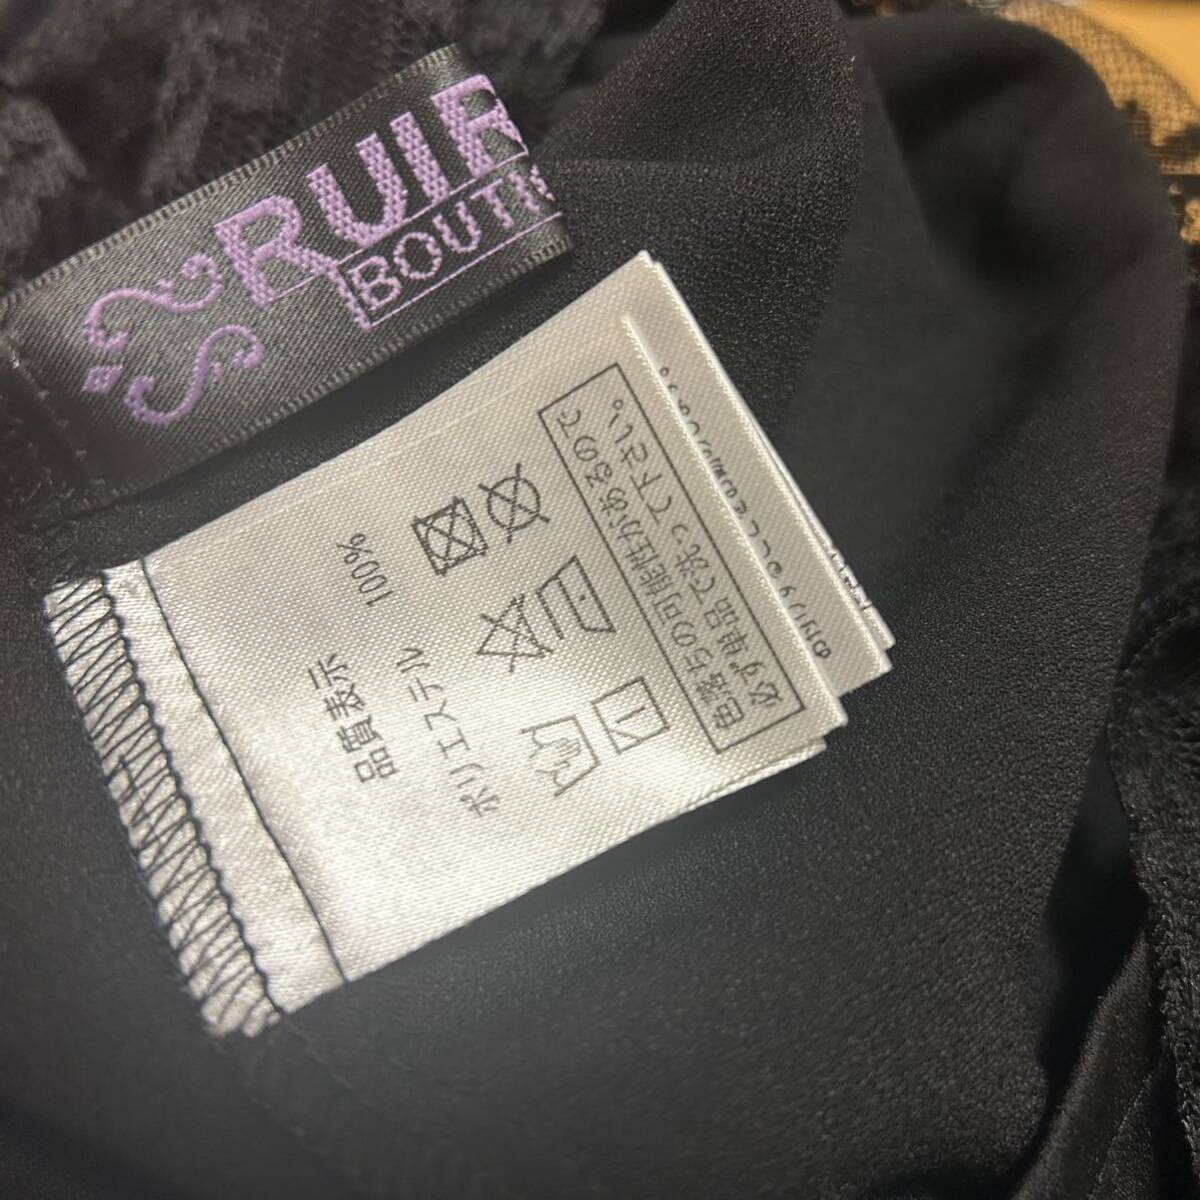 RUIR
BOUTI
品質表示
ポリエステル 100%
色落ちの可能性があるので
必ず単品で洗って下さい。